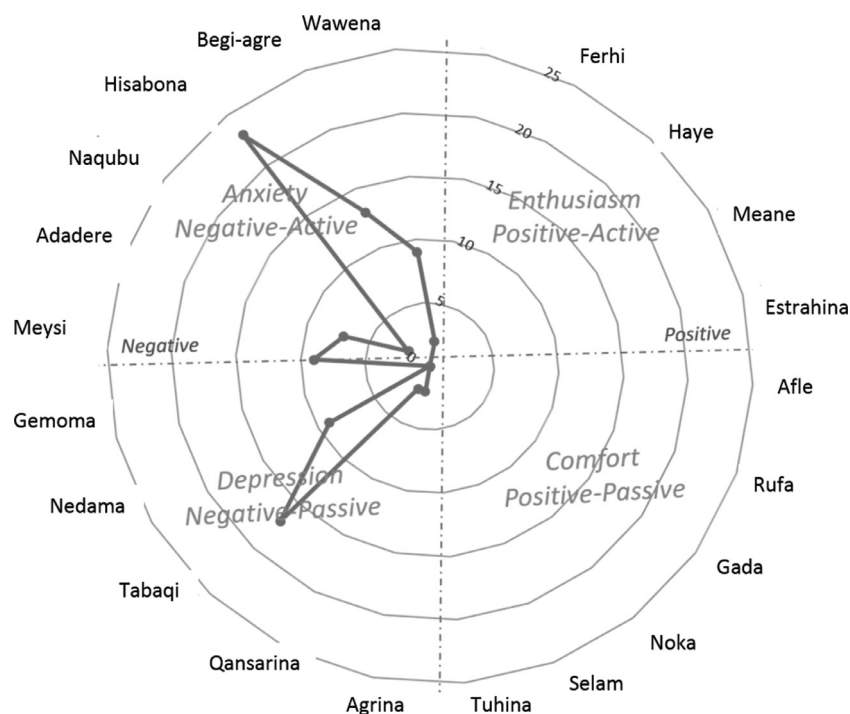 Wawena
Begi-agre
Ferhi
25
Hisabona
20
Haye
Naqubu
15
Anxiety
Negative-Active
Enthusiasm
Positive-Active
Meane
Adadere
10
5
Estrahina
Meysi
Negative
0
Positive
Afle
Gemoma
Comfort
Positive-Passive
Depression
Negative-Passive
Rufa
Nedama
Gada
Tabaqi
Noka
Qansarina
Selam
Agrina
Tuhina